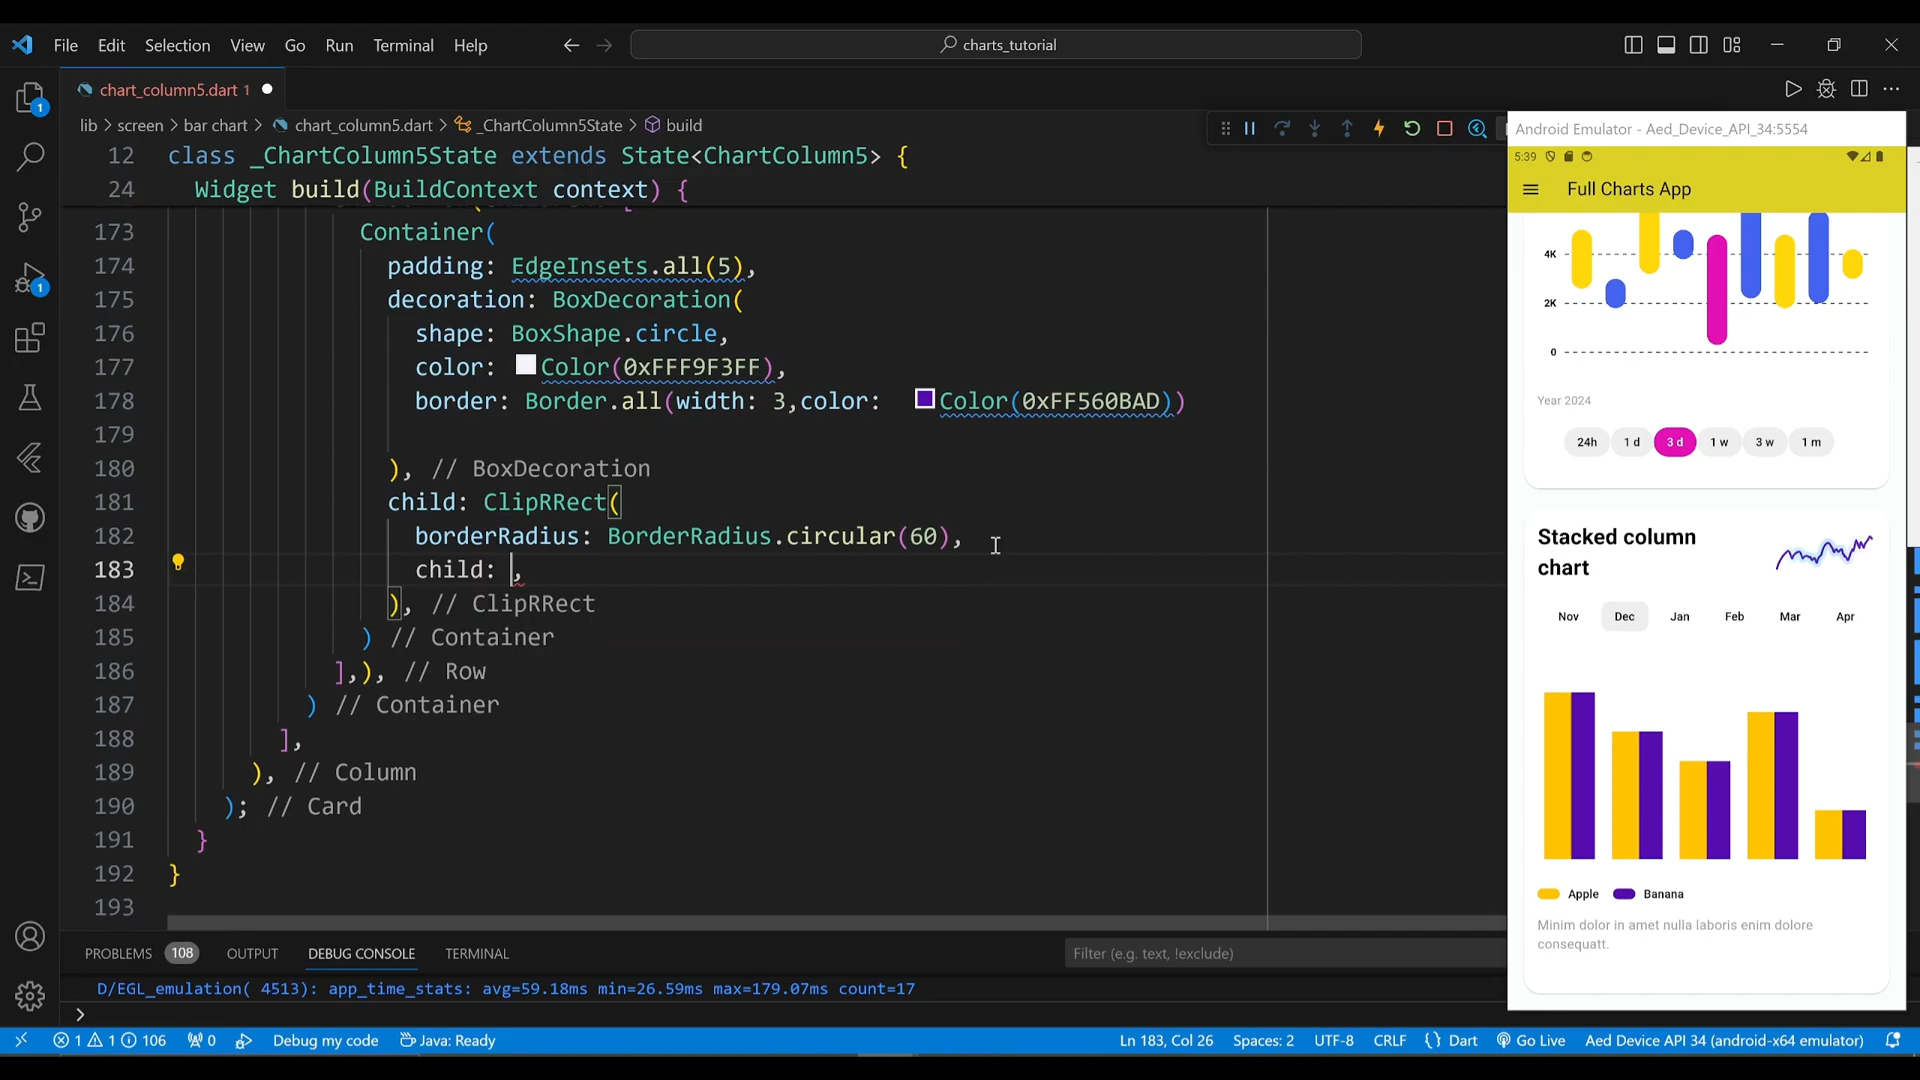 File Edit Selection View Go Run Terminal Help
charts_tutorial
chart_column5.dart 1
lib > screen > bar chart > chart_column5.dart > _ChartColumn5State > build
12 class _ChartColumn5State extends State<ChartColumn5> {
24 Widget build(BuildContext context) {
173 Container(
174 padding: EdgeInsets.all(5),
175 decoration: BoxDecoration(
176 shape: BoxShape.circle,
177 color: Color(0xFFF9F3FF),
178 border: Border.all(width: 3,color: Color(0xFF560BAD))
179
180 ), // BoxDecoration
181 child: ClipRRect(
182 borderRadius: BorderRadius.circular(60),
183 child: ,
184 ), // ClipRRect
185 ) // Container
186 ],), // Row
187 ) // Container
188 ],
189 ), // Column
190 ); // Card
191 }
192 }
193
PROBLEMS 108 OUTPUT DEBUG CONSOLE TERMINAL
Filter (e.g. text, !exclude)
D/EGL_emulation( 4513): app_time_stats: avg=59.18ms min=26.59ms max=179.07ms count=17
>
1 1 106 0 Debug my code Java: Ready
Ln 183, Col 26 Spaces: 2 UTF-8 CRLF {} Dart Go Live Aed Device API 34 (android-x64 emulator)
1
1
Android Emulator - Aed_Device_API_34:5554
5:39
Full Charts App
4K
2K
0
Year 2024
24h 1 d 3 d 1 w 3 w 1 m
Stacked column
chart
Nov Dec Jan Feb Mar Apr
Apple Banana
Minim dolor in amet nulla laboris enim dolore
consequatt.